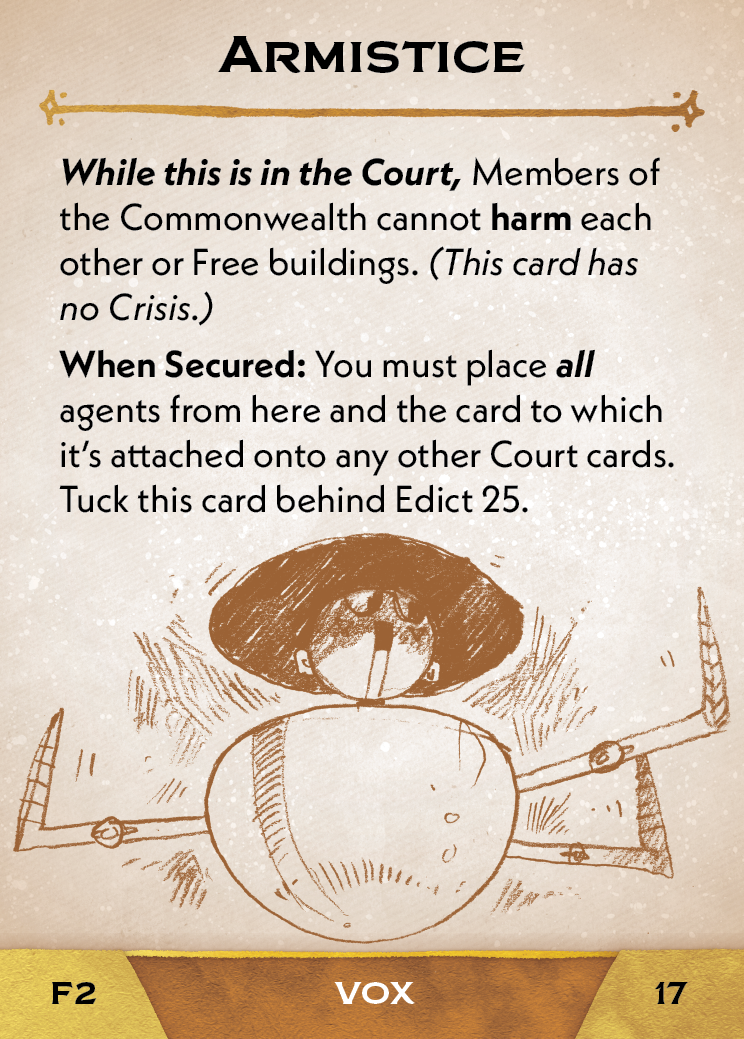 ARMISTICE
While this is in the Court, Members of
the Commonwealth cannot harm each
other or Free buildings. (This card has
no Crisis.)
When Secured: You must place all
agents from here and the card to which
it's attached onto any other Court cards.
Tuck this card behind Edict 25.
F2 VOX 17